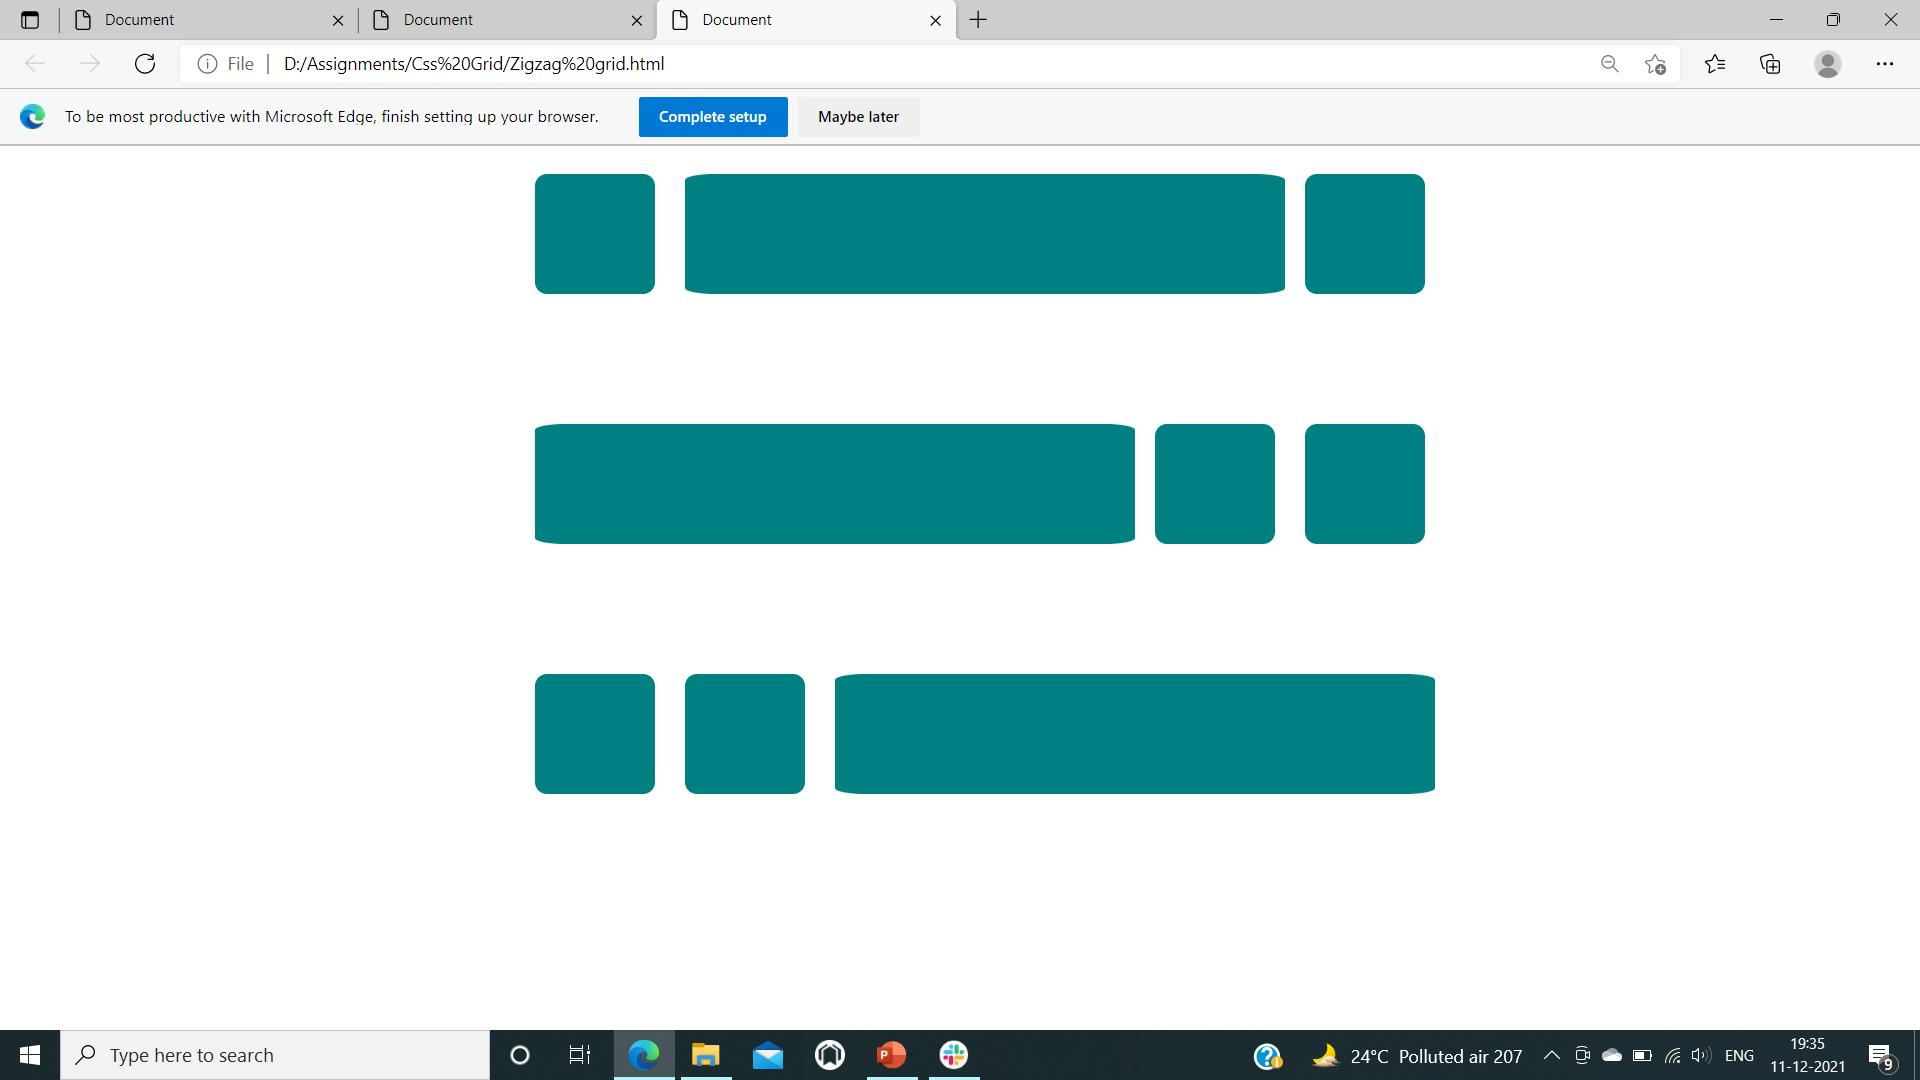 Document
Document
Document
File
D:/Assignments/Css%20Grid/Zigzag%20grid.html
To be most productive with Microsoft Edge, finish setting up your browser.
Complete setup
Maybe later
Type here to search
P
24°C Polluted air 207
ENG
19:35
11-12-2021
9